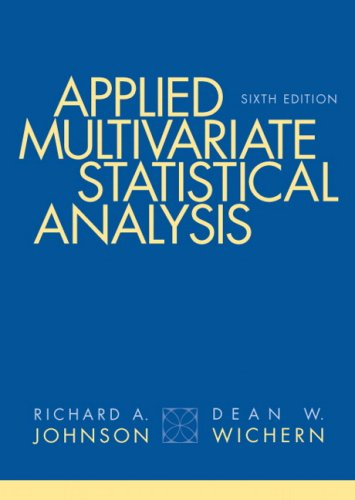 APPLIED SIXTH EDITION
MULTIVARIATE
STATISTICAL
ANALYSIS
RICHARD A. DEAN W.
JOHNSON WICHERN